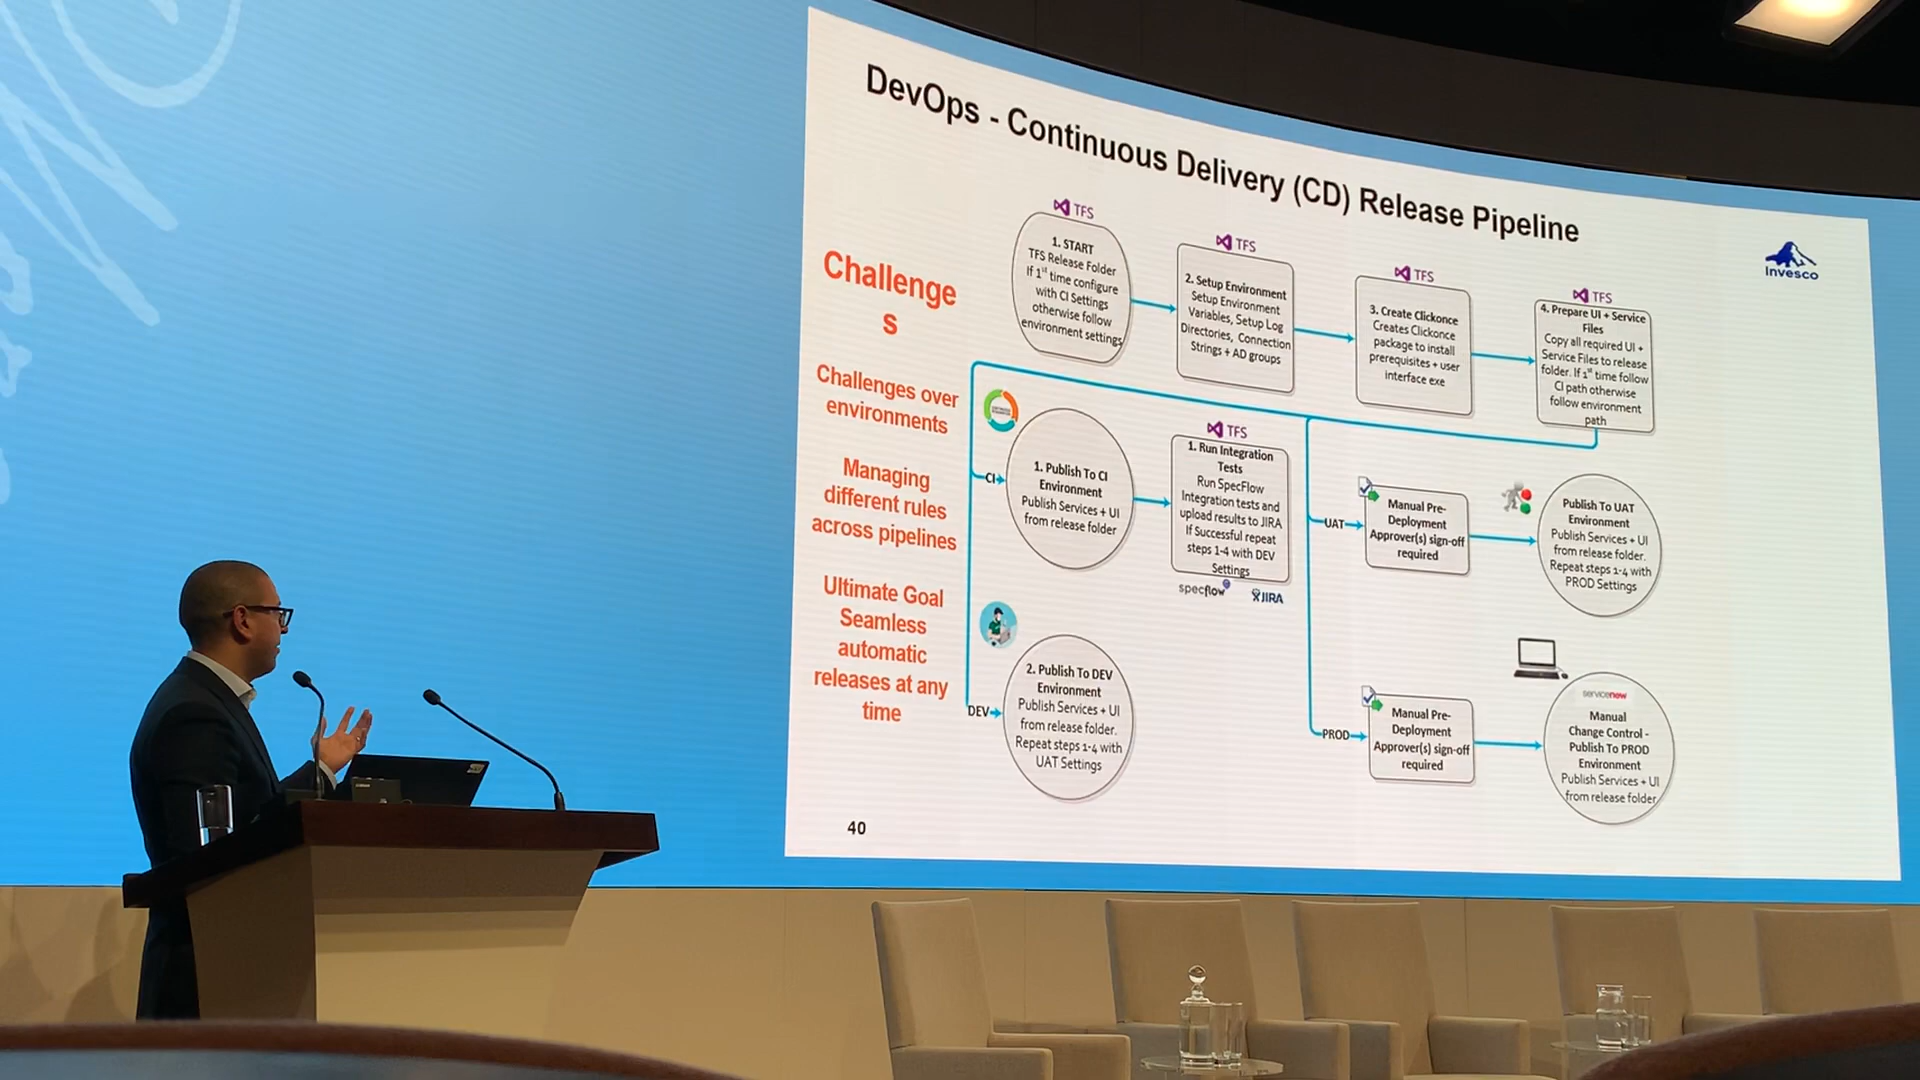 DevOps - Continuous Delivery (CD) Release Pipeline
Invesco
Challenge
s
Challenges over
environments
Managing
different rules
across pipelines
Ultimate Goal
Seamless
automatic
releases at any
time
40
TFS
1. START
TFS Release Folder
If 1st time configure
with CI Settings
otherwise follow
environment settings
TFS
2. Setup Environment
Setup Environment
Variables, Setup Log
Directories, Connection
Strings + AD groups
TFS
3. Create Clickonce
Creates Clickonce
package to install
prerequisites + user
interface exe
TFS
4. Prepare UI + Service
Files
Copy all required UI +
Service Files to release
folder. If 1st time follow
CI path otherwise
follow environment
path
CI
1. Publish To CI
Environment
Publish Services + UI
from release folder
TFS
1. Run Integration
Tests
Run SpecFlow
Integration tests and
upload results to JIRA
If Successful repeat
steps 1-4 with DEV
Settings
specflow
JIRA
DEV
2. Publish To DEV
Environment
Publish Services + UI
from release folder.
Repeat steps 1-4 with
UAT Settings
UAT
Manual Pre-
Deployment
Approver(s) sign-off
required
Publish To UAT
Environment
Publish Services + UI
from release folder.
Repeat steps 1-4 with
PROD Settings
PROD
Manual Pre-
Deployment
Approver(s) sign-off
required
servicenow
Manual
Change Control -
Publish To PROD
Environment
Publish Services + UI
from release folder